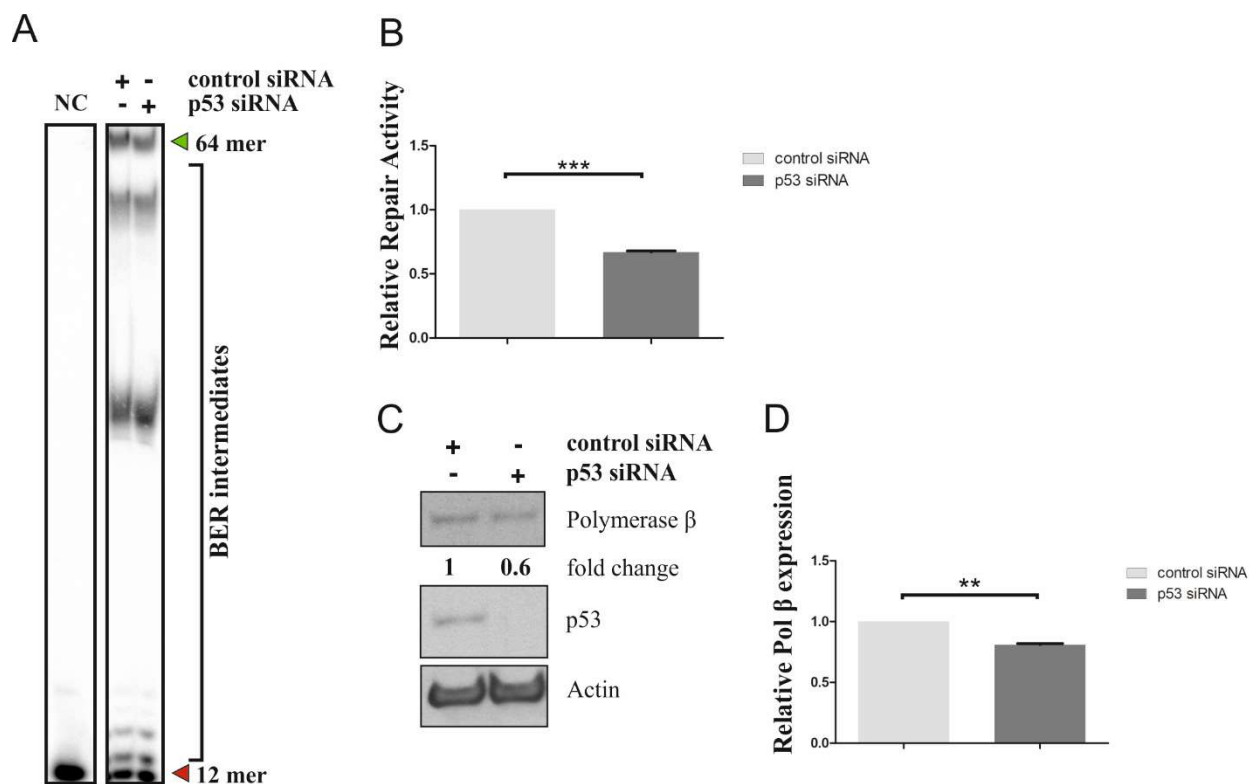 A
control siRNA + -
NC p53 siRNA - +
64 mer
BER intermediates
12 mer
B
Relative Repair Activity
1.5
1.0
0.5
0.0
***
control siRNA
p53 siRNA
C
+ - control siRNA
- + p53 siRNA
Polymerase β
1 0.6 fold change
p53
Actin
D
Relative Pol β expression
1.5
1.0
0.5
0.0
**
control siRNA
p53 siRNA